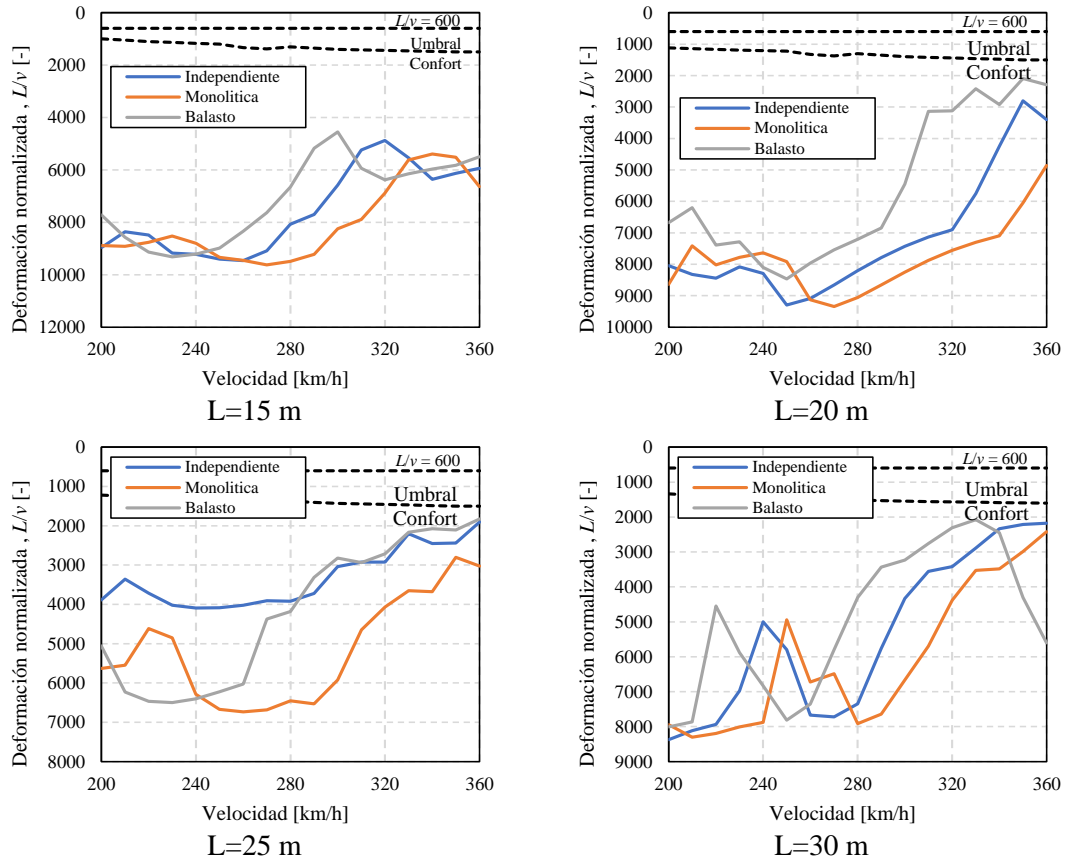 0
2000
4000
6000
8000
10000
12000
Deformación normalizada , L/v [-]
L/v = 600
Umbral
Confort
Independiente
Monolitica
Balasto
200 240 280 320 360
Velocidad [km/h]
L=15 m
0
1000
2000
3000
4000
5000
6000
7000
8000
9000
10000
Deformación normalizada , L/v [-]
L/v = 600
Umbral
Confort
Independiente
Monolitica
Balasto
200 240 280 320 360
Velocidad [km/h]
L=20 m
0
1000
2000
3000
4000
5000
6000
7000
8000
Deformación normalizada , L/v [-]
Independiente
Monolitica
Balasto
L/v = 600
Umbral
Confort
200 240 280 320 360
Velocidad [km/h]
L=25 m
0
1000
2000
3000
4000
5000
6000
7000
8000
9000
Deformación normalizada , L/v [-]
Independiente
Monolitica
Balasto
L/v = 600
Umbral
Confort
200 240 280 320 360
Velocidad [km/h]
L=30 m